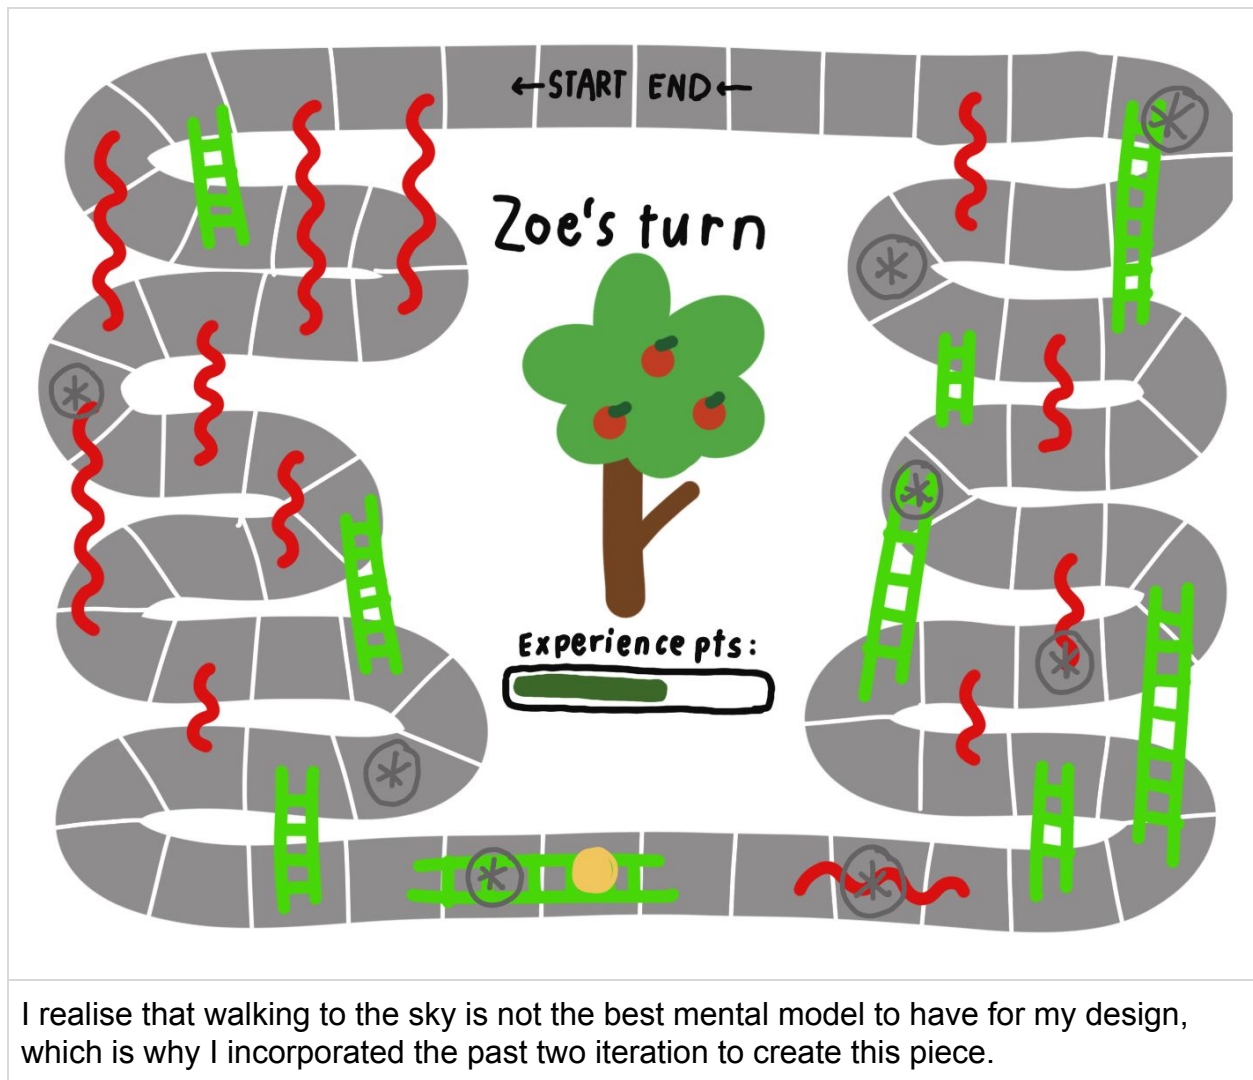 ←START END←
Zoe's turn
Experience pts:
I realise that walking to the sky is not the best mental model to have for my design,
which is why I incorporated the past two iteration to create this piece.